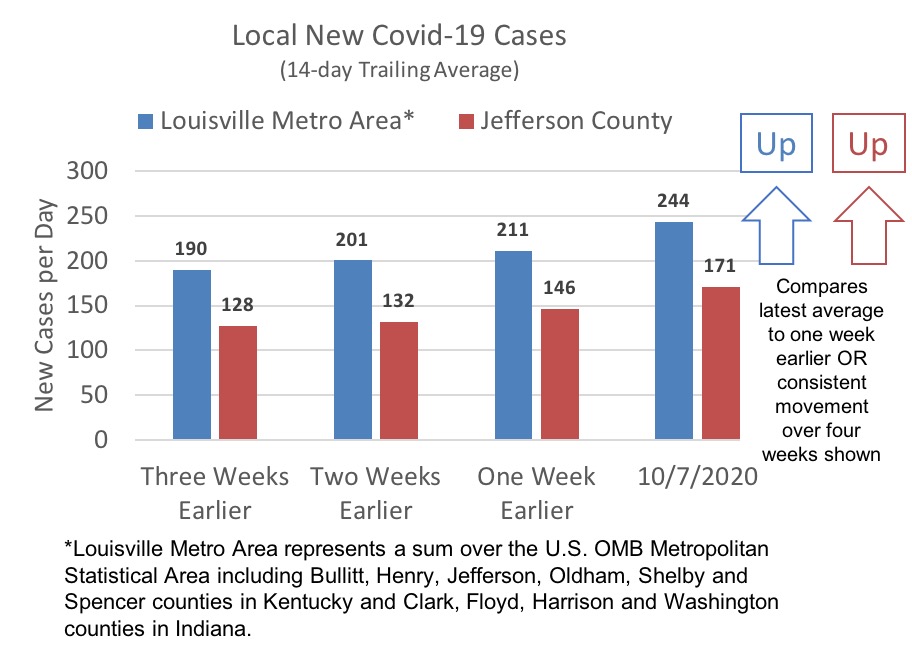 Local New Covid-19 Cases
(14-day Trailing Average)
Louisville Metro Area*
Jefferson County
Up
Up
New Cases per Day
300
250
200
150
100
50
0
190
128
201
132
211
146
244
171
Three Weeks
Earlier
Two Weeks
Earlier
One Week
Earlier
10/7/2020
Compares
latest average
to one week
earlier OR
consistent
movement
over four
weeks shown
*Louisville Metro Area represents a sum over the U.S. OMB Metropolitan
Statistical Area including Bullitt, Henry, Jefferson, Oldham, Shelby and
Spencer counties in Kentucky and Clark, Floyd, Harrison and Washington
counties in Indiana.